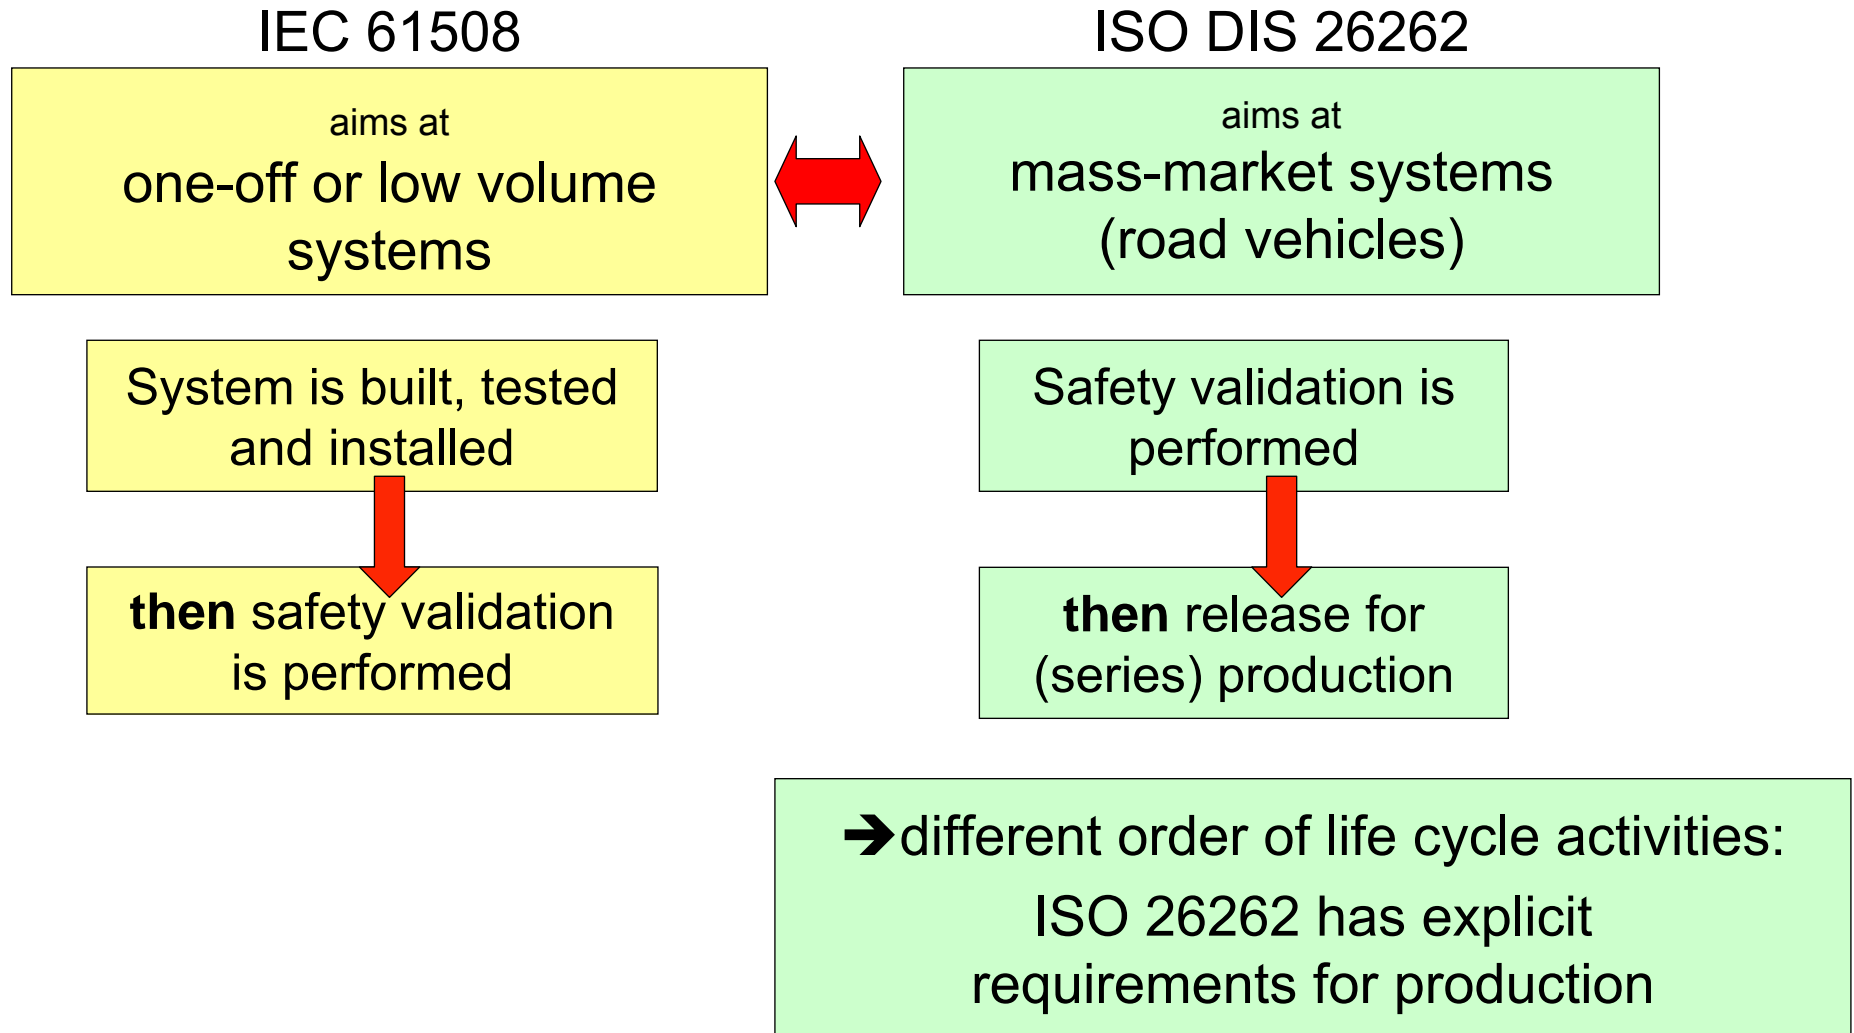 IEC 61508
aims at
one-off or low volume
systems
System is built, tested
and installed
then safety validation
is performed
ISO DIS 26262
aims at
mass-market systems
(road vehicles)
Safety validation is
performed
then release for
(series) production
➔different order of life cycle activities:
ISO 26262 has explicit
requirements for production